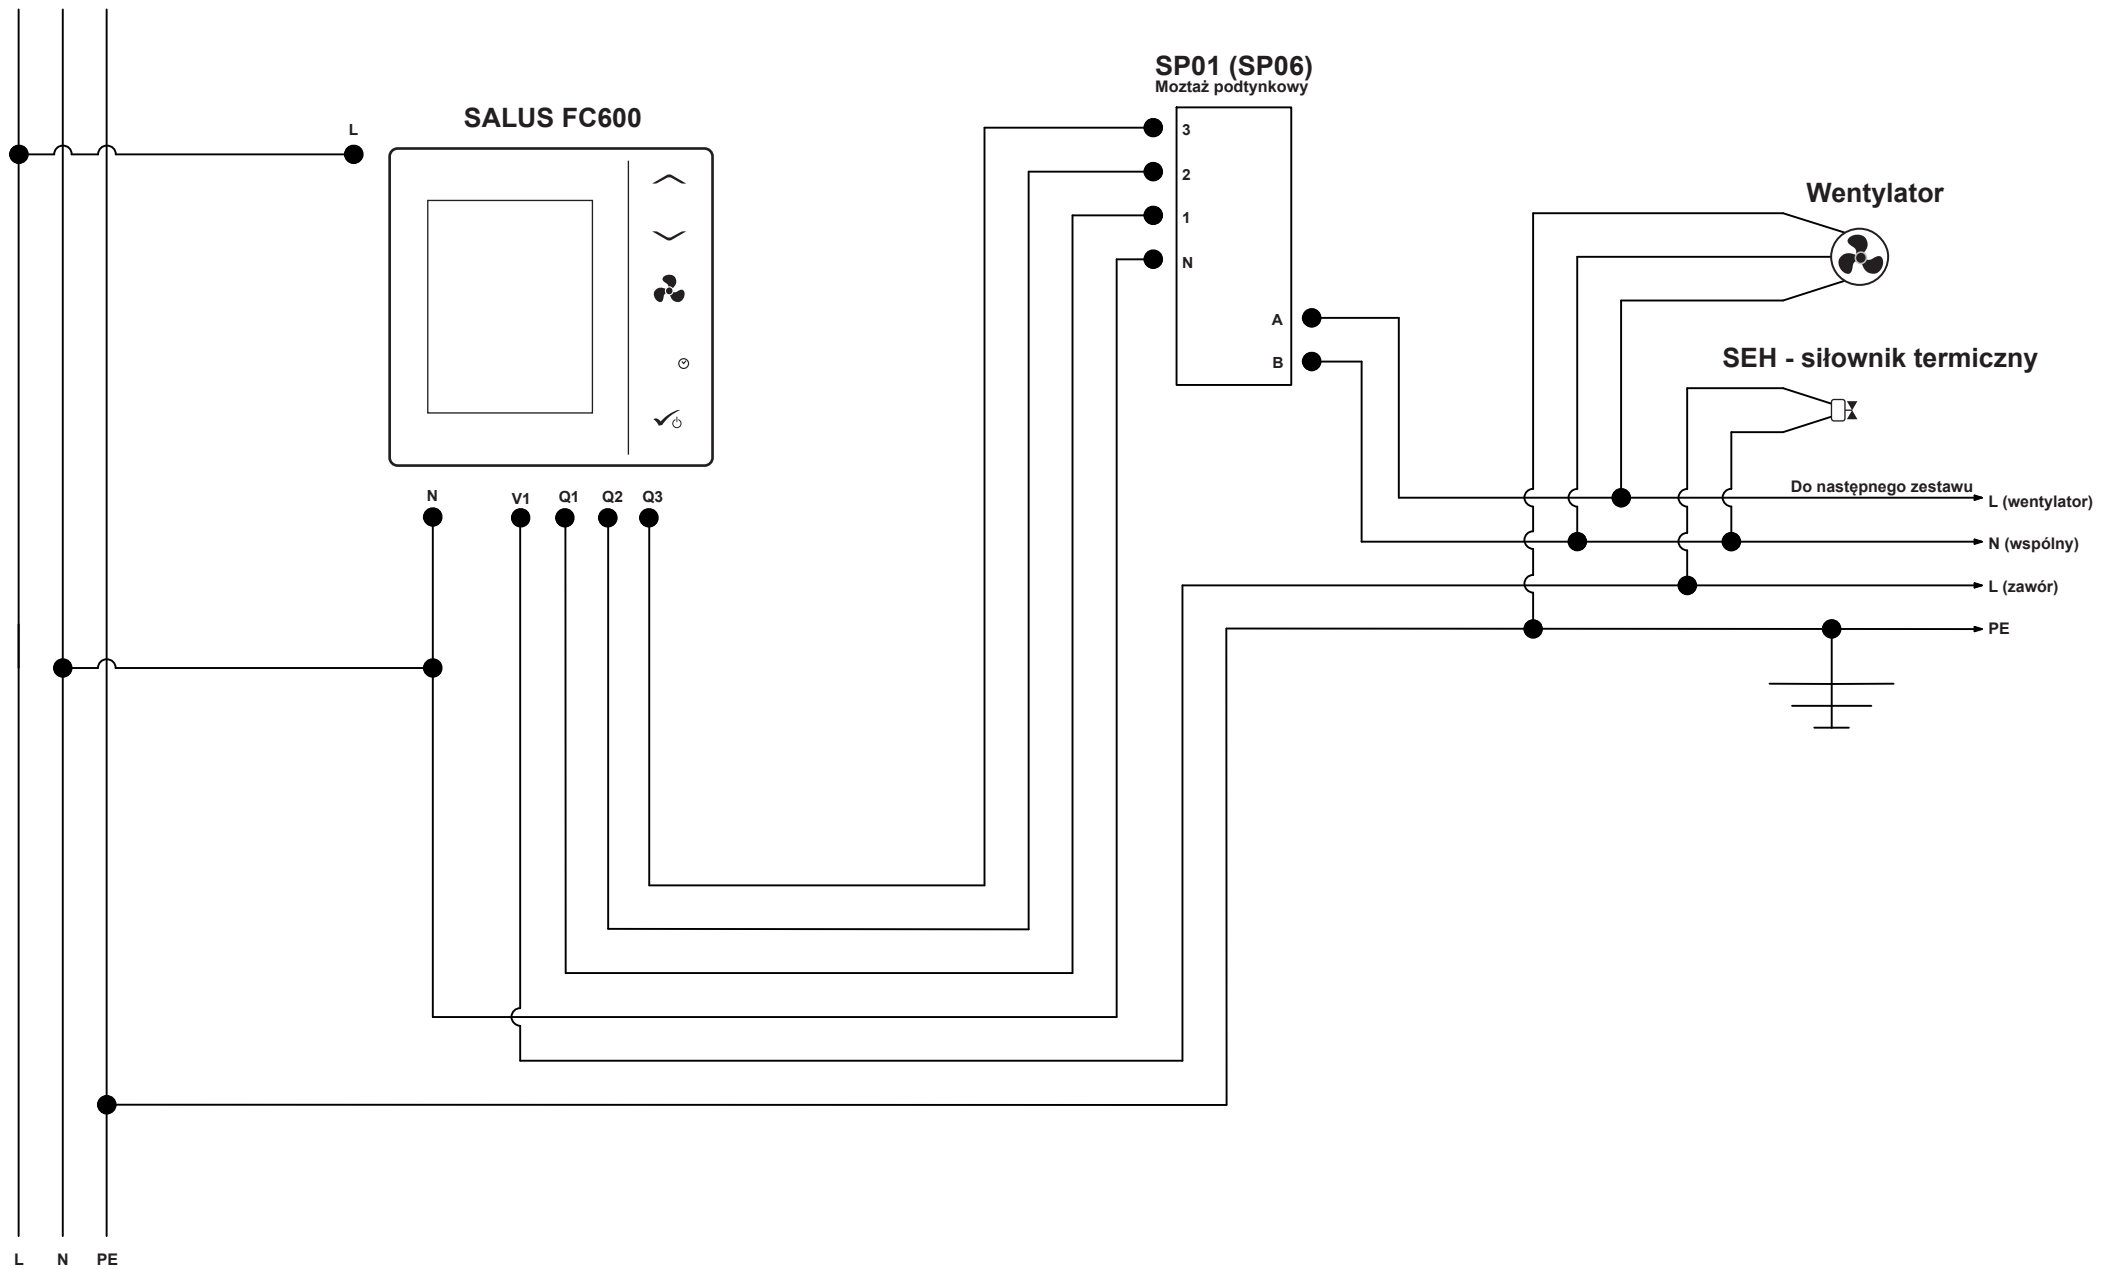 SP01 (SP06)
Moztaż podtynkowy
SALUS FC600
L
3
2
1
N
A
B
Wentylator
SEH - siłownik termiczny
N
V1
Q1
Q2
Q3
Do następnego zestawu
L (wentylator)
N (wspólny)
L (zawór)
PE
L
N
PE